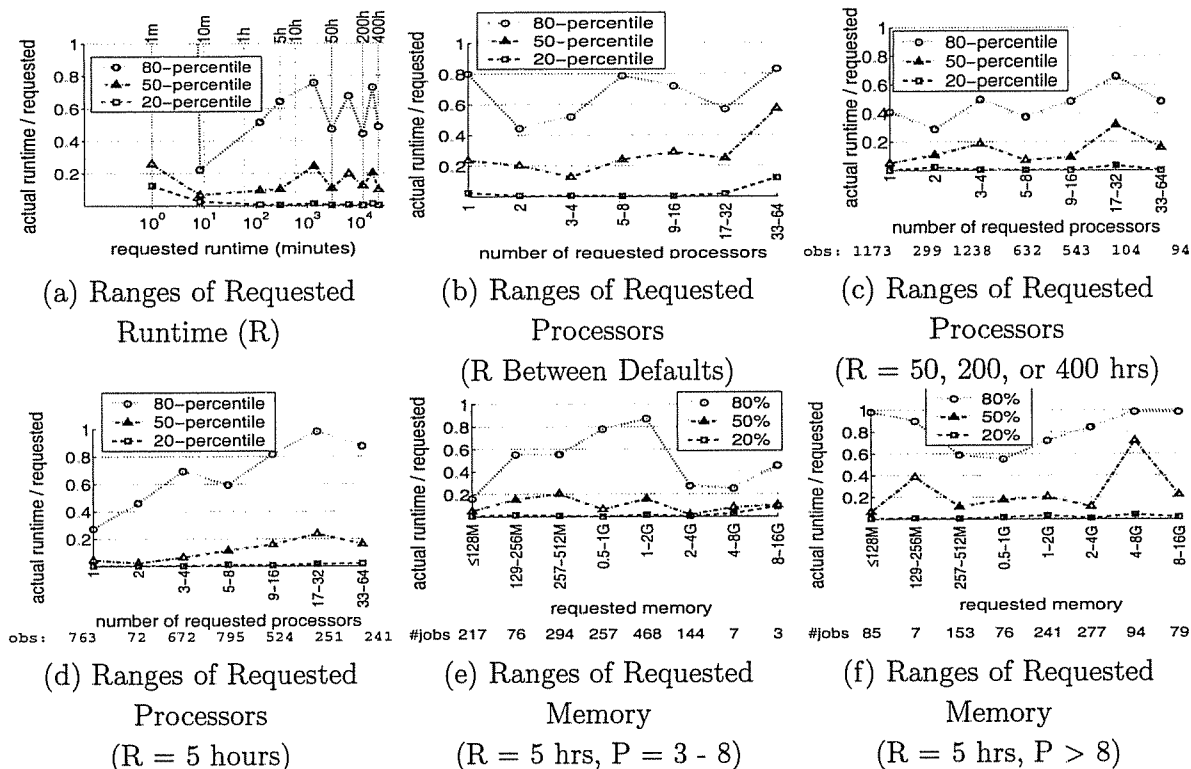 1m
10m
1h
5h
10h
50h
200h
400h
80-percentile
50-percentile
20-percentile
actual runtime / requested
1
0.8
0.6
0.4
0.2
10^0 10^1 10^2 10^3 10^4
requested runtime (minutes)
(a) Ranges of Requested
Runtime (R)
80-percentile
50-percentile
20-percentile
actual runtime / requested
1
0.8
0.6
0.4
0.2
1 2 3-4 5-8 9-16 17-32 33-64
number of requested processors
(b) Ranges of Requested
Processors
(R Between Defaults)
80-percentile
50-percentile
20-percentile
actual runtime / requested
1
0.8
0.6
0.4
0.2
1 2 3-4 5-8 9-16 17-32 33-64
number of requested processors
obs: 1173 299 1238 632 543 104 94
(c) Ranges of Requested
Processors
(R = 50, 200, or 400 hrs)
80-percentile
50-percentile
20-percentile
actual runtime / requested
1
0.8
0.6
0.4
0.2
1 2 3-4 5-8 9-16 17-32 33-64
number of requested processors
obs: 763 72 672 795 524 251 241
(d) Ranges of Requested
Processors
(R = 5 hours)
80%
50%
20%
actual runtime / requested
1
0.8
0.6
0.4
0.2
≤128M 129-256M 257-512M 0.5-1G 1-2G 2-4G 4-8G 8-16G
requested memory
#jobs 217 76 294 257 468 144 7 3
(e) Ranges of Requested
Memory
(R = 5 hrs, P = 3 - 8)
80%
50%
20%
actual runtime / requested
1
0.8
0.6
0.4
0.2
≤128M 129-256M 257-512M 0.5-1G 1-2G 2-4G 4-8G 8-16G
requested memory
#jobs 85 7 153 76 241 277 94 79
(f) Ranges of Requested
Memory
(R = 5 hrs, P > 8)